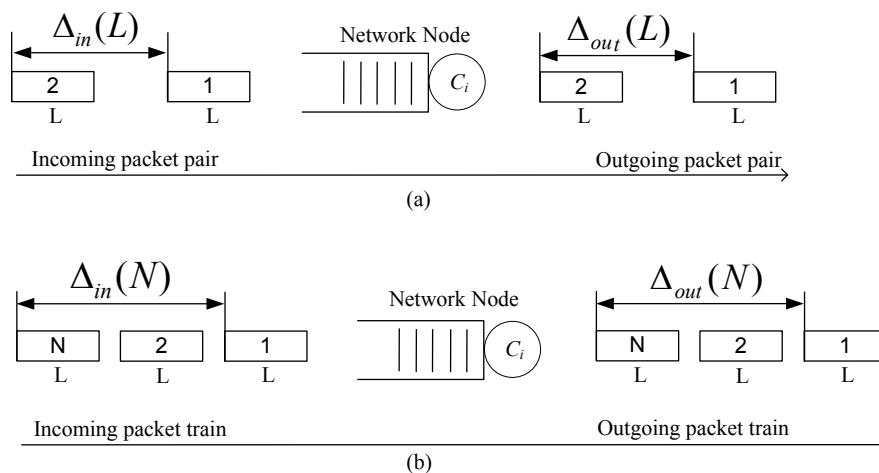 Δin(L)
Network Node
Δout(L)
2 1
Ci
2 1
L L
L L
Incoming packet pair
Outgoing packet pair
(a)
Δin(N)
Network Node
Δout(N)
N 2 1
Ci
N 2 1
L L L
L L L
Incoming packet train
Outgoing packet train
(b)